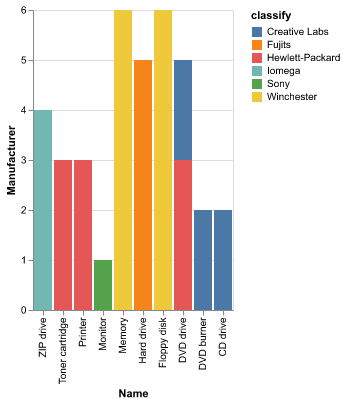 classify
Creative Labs
Fujits
Hewlett-Packard
Iomega
Sony
Winchester
Manufacturer
6
5
4
3
2
1
0
ZIP drive
Toner cartridge
Printer
Monitor
Memory
Hard drive
Floppy disk
DVD drive
DVD burner
CD drive
Name